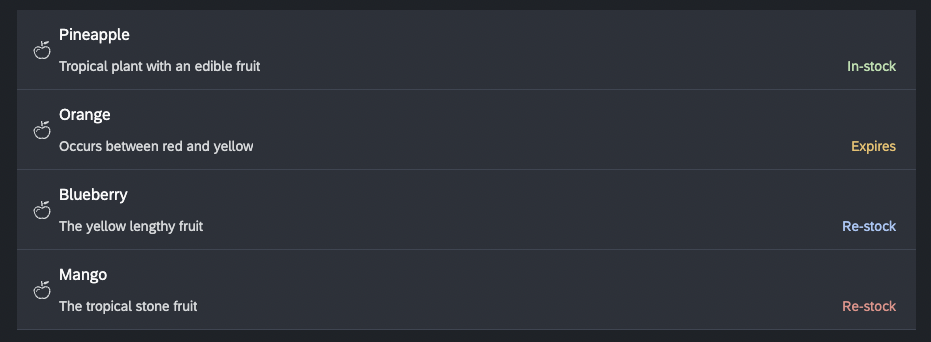 Pineapple
Tropical plant with an edible fruit
In-stock
Orange
Occurs between red and yellow
Expires
Blueberry
The yellow lengthy fruit
Re-stock
Mango
The tropical stone fruit
Re-stock